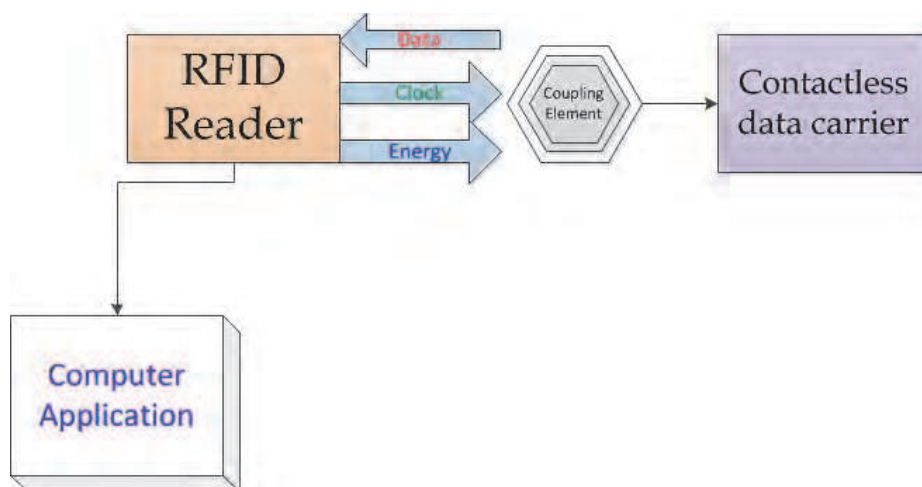 RFID
Reader
Data
Clock
Energy
Coupling
Element
Contactless
data carrier
Computer
Application